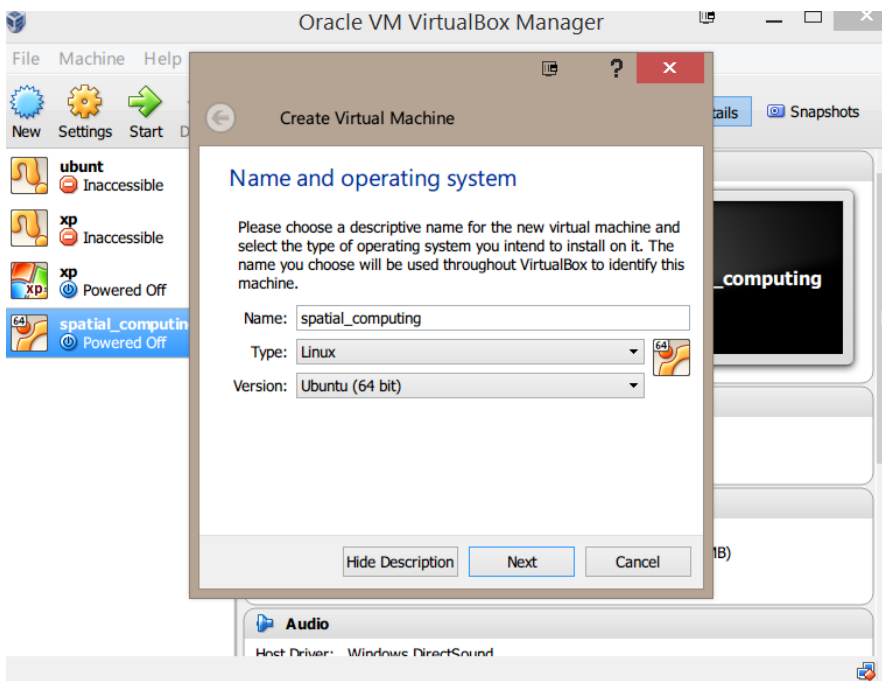 Oracle VM VirtualBox Manager
File Machine Help
New Settings Start D
tails Snapshots
ubunt
Inaccessible
xp
Inaccessible
xp
Powered Off
64 spatial_computin
Powered Off
Create Virtual Machine
Name and operating system
Please choose a descriptive name for the new virtual machine and
select the type of operating system you intend to install on it. The
name you choose will be used throughout VirtualBox to identify this
machine.
Name: spatial_computing
Type: Linux
64
Version: Ubuntu (64 bit)
Hide Description Next Cancel
_computing
MB)
Audio
Host Driver: Windows DirectSound